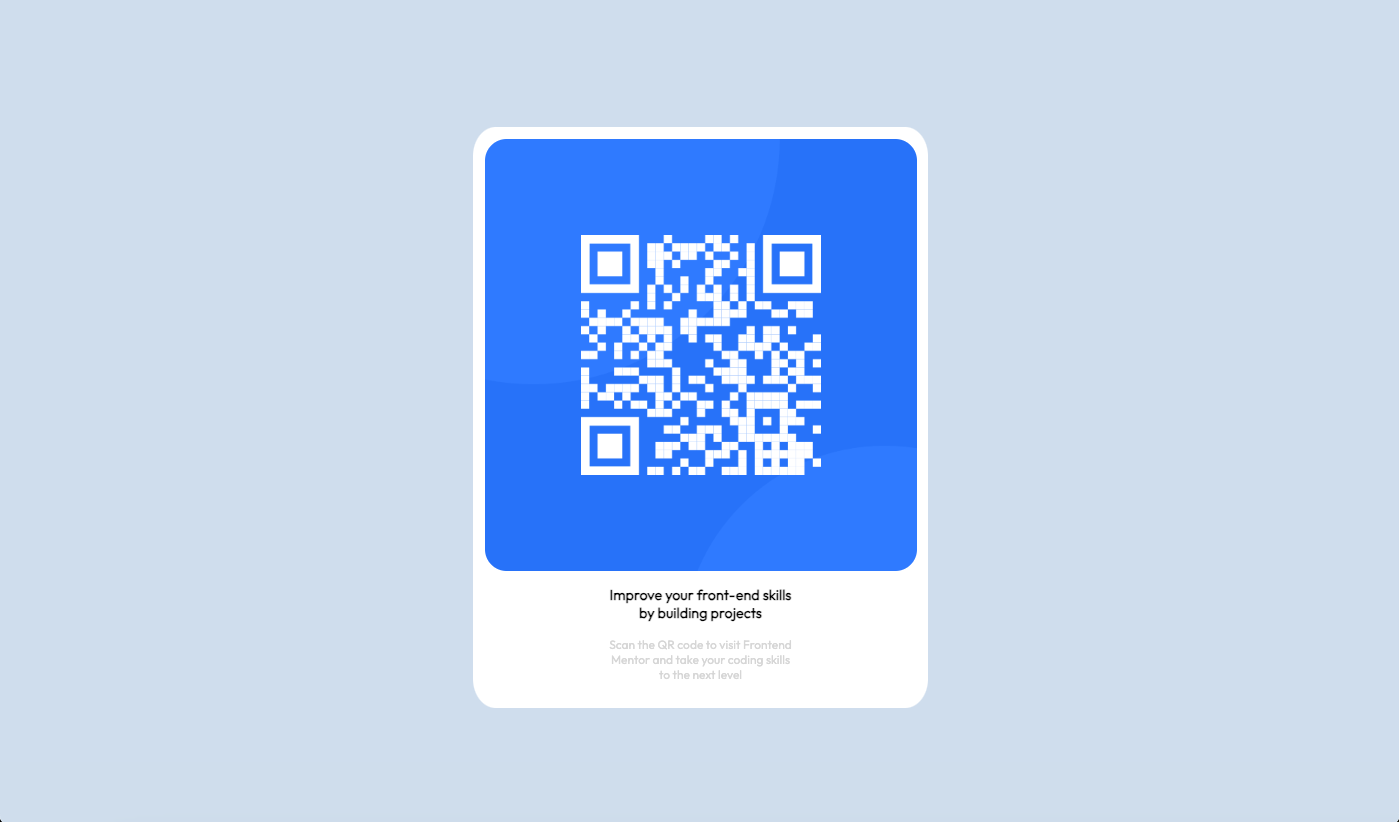 Improve your front-end skills
by building projects
Scan the QR code to visit Frontend
Mentor and take your coding skills
to the next level